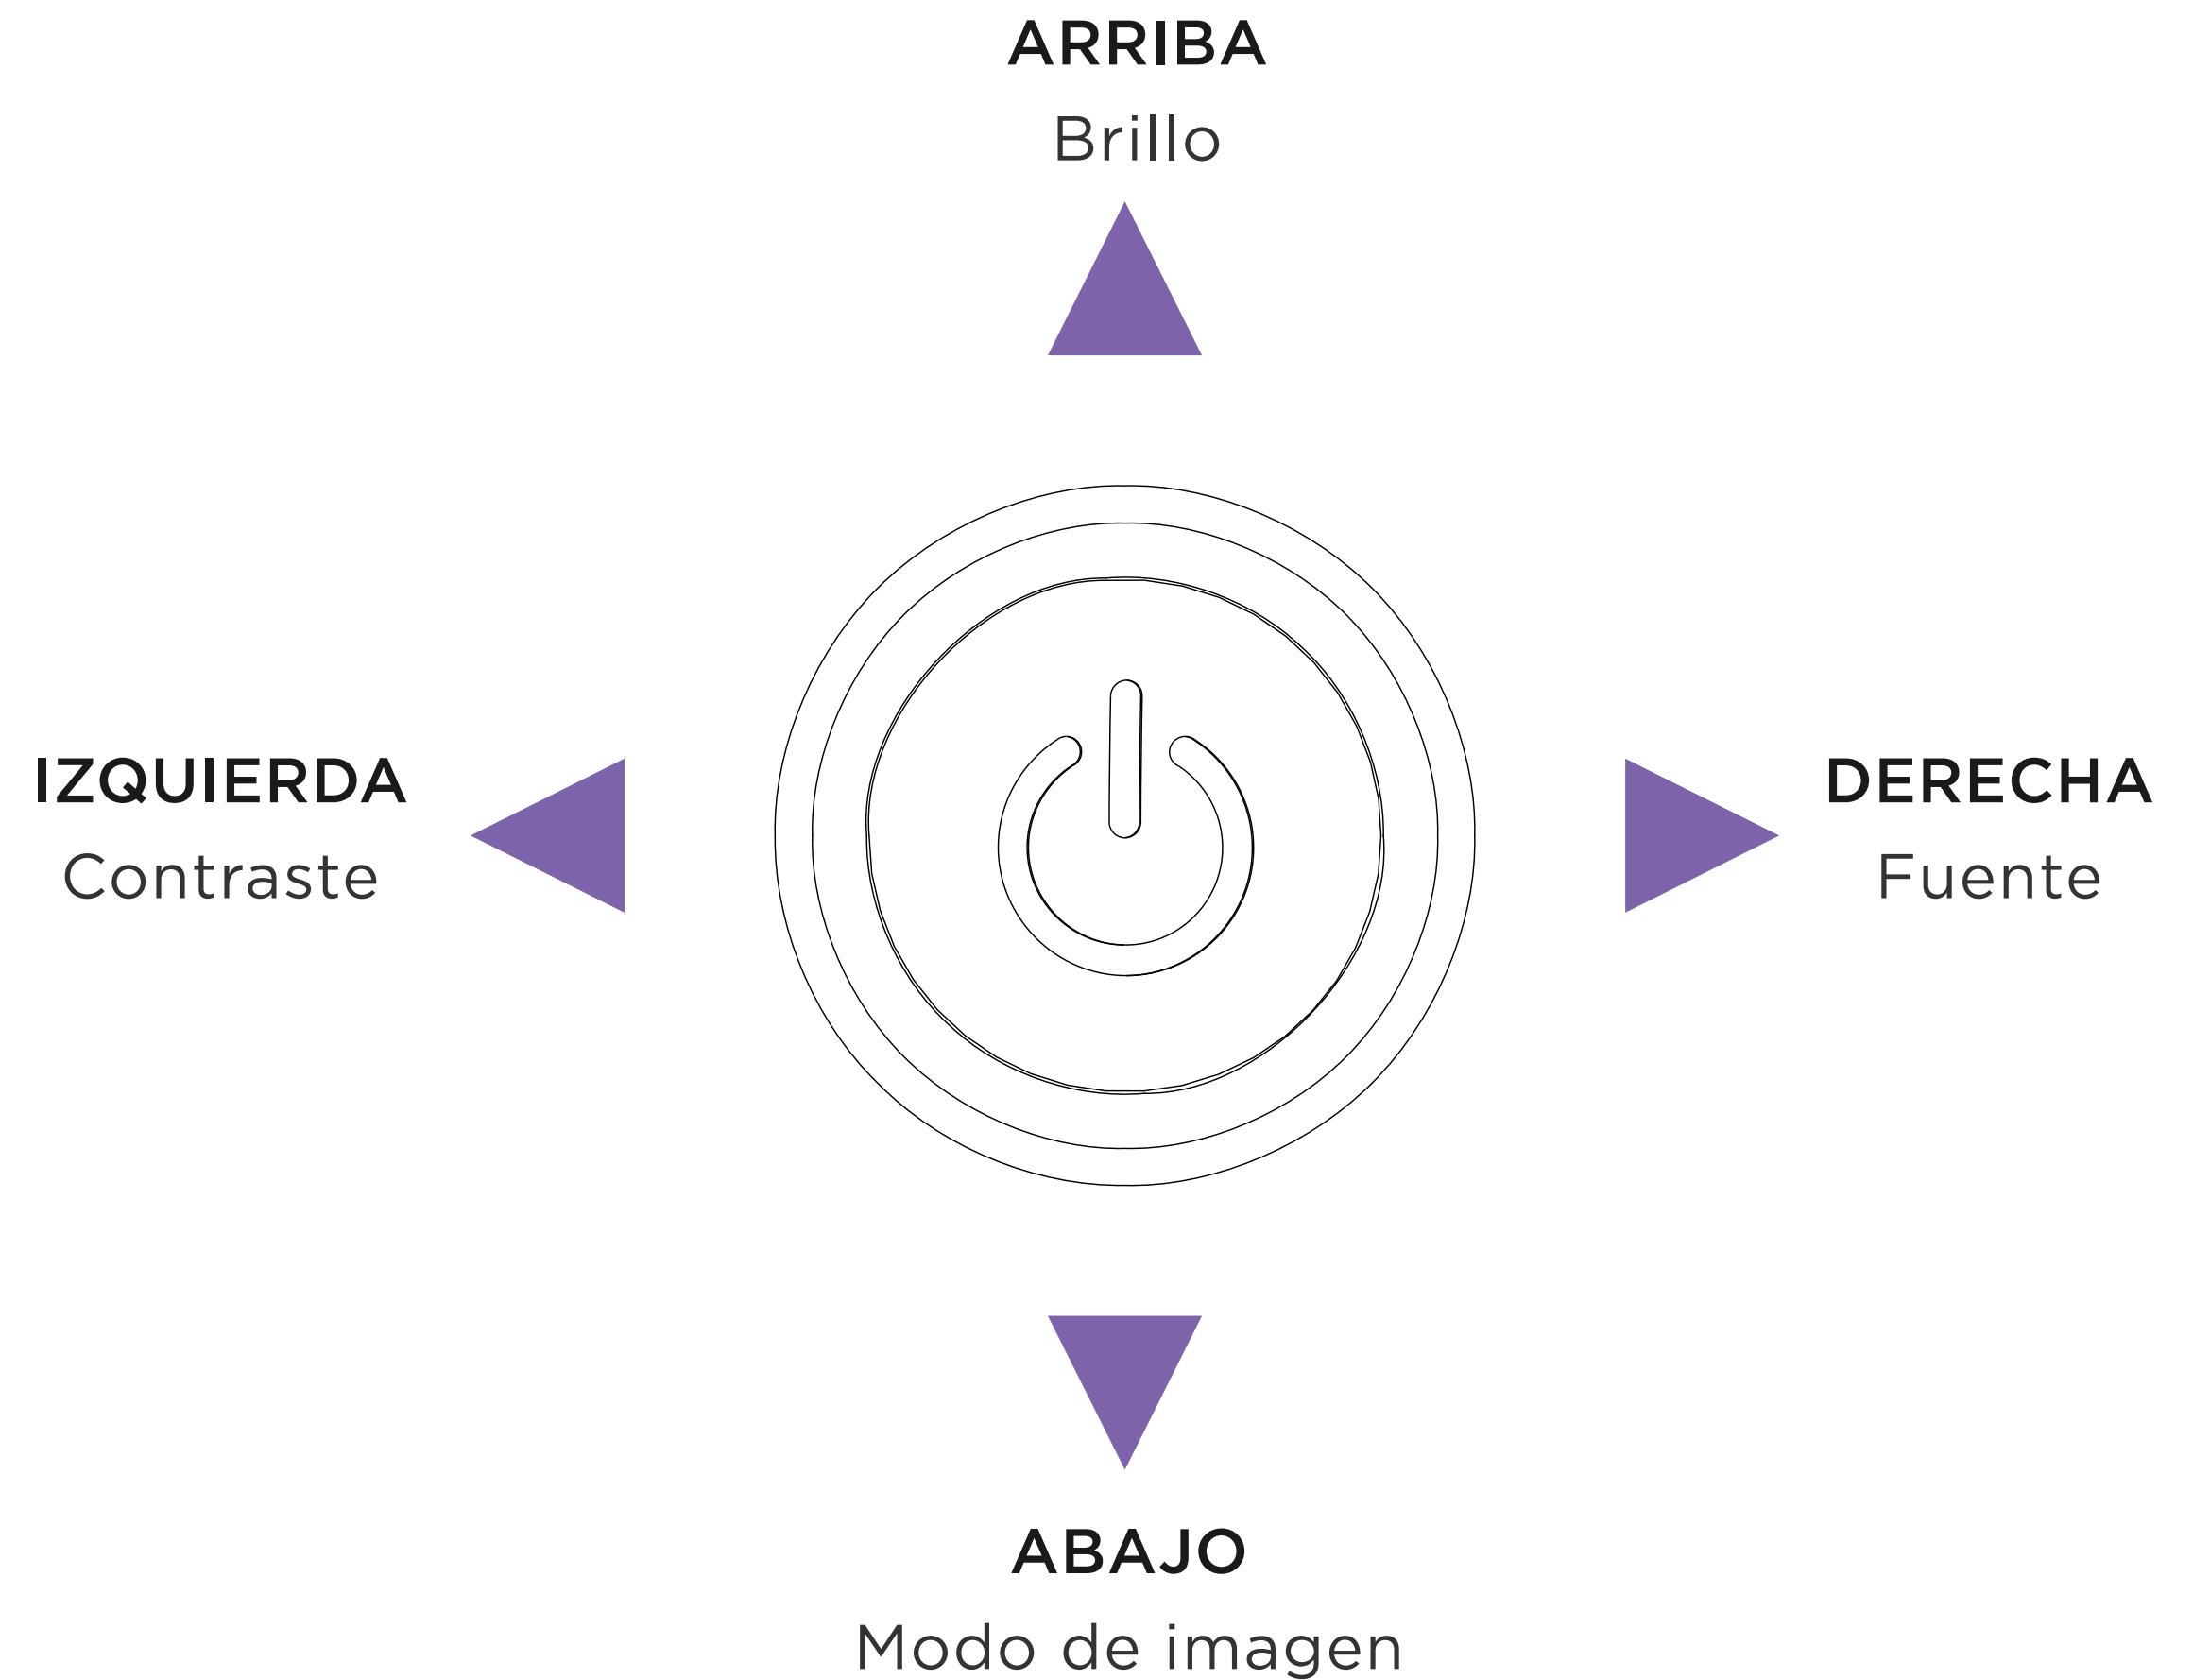 ARRIBA
Brillo
IZQUIERDA
Contraste
DERECHA
Fuente
ABAJO
Modo de imagen